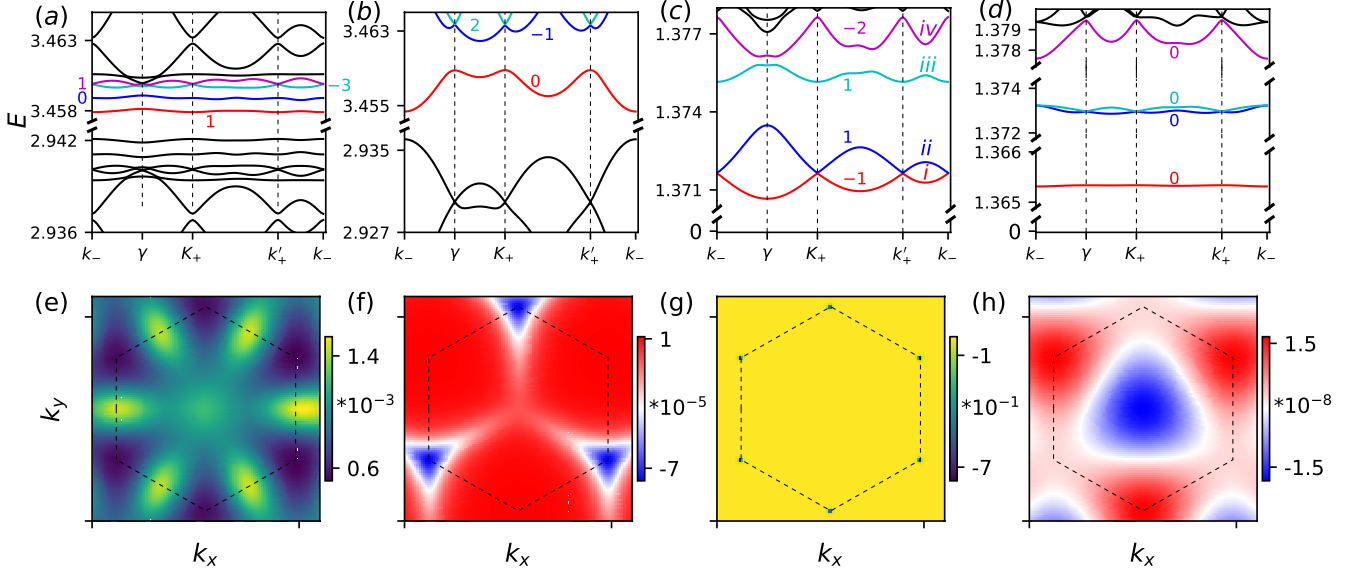 (a)
(b)
(c)
(d)
E
3.463
3.458
2.942
2.936
1
0
1
−3
k₋
γ
K₊
k′₊
k₋
3.463
3.455
2.935
2.927
2
−1
0
k₋
γ
K₊
k′₊
k₋
1.377
1.374
1.371
0
−2
iv
iii
1
1
ii
−1
i
k₋
γ
K₊
k′₊
k₋
1.379
1.378
1.374
1.372
1.366
1.365
0
0
0
0
0
k₋
γ
K₊
k′₊
k₋
(e)
(f)
(g)
(h)
k_y
1.4
*10⁻³
0.6
k_x
1
*10⁻⁵
-7
k_x
-1
*10⁻¹
-7
k_x
1.5
*10⁻⁸
-1.5
k_x